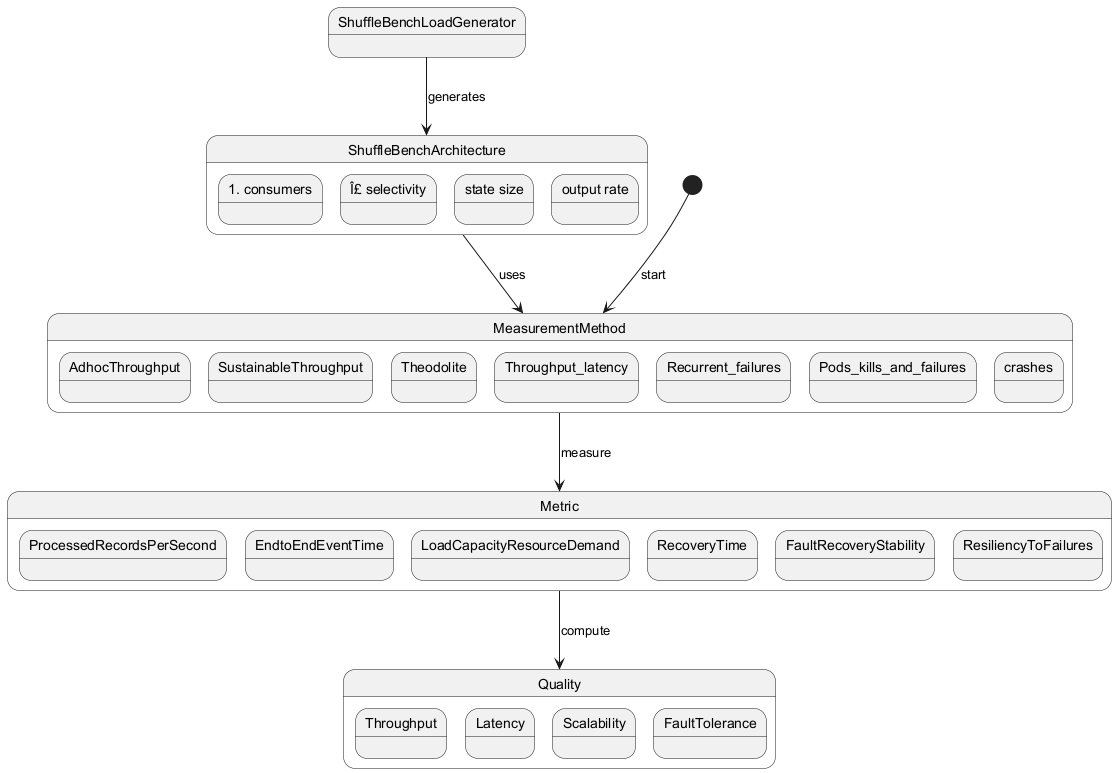 ShuffleBenchLoadGenerator
generates
ShuffleBenchArchitecture
1. consumers
Î£ selectivity
state size
output rate
uses
start
MeasurementMethod
AdhocThroughput
SustainableThroughput
Theodolite
Throughput_latency
Recurrent_failures
Pods_kills_and_failures
crashes
measure
Metric
ProcessedRecordsPerSecond
EndtoEndEventTime
LoadCapacityResourceDemand
RecoveryTime
FaultRecoveryStability
ResiliencyToFailures
compute
Quality
Throughput
Latency
Scalability
FaultTolerance